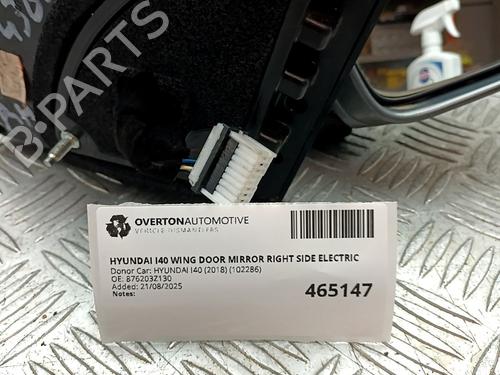 B-PARTS
OVERTONAUTOMOTIVE
VEHICLE DISMANTLERS
HYUNDAI I40 WING DOOR MIRROR RIGHT SIDE ELECTRIC
Donor Car: HYUNDAI I40 (2018) (102286)
OE: 876203Z130
Added: 21/08/2025
Notes:
465147